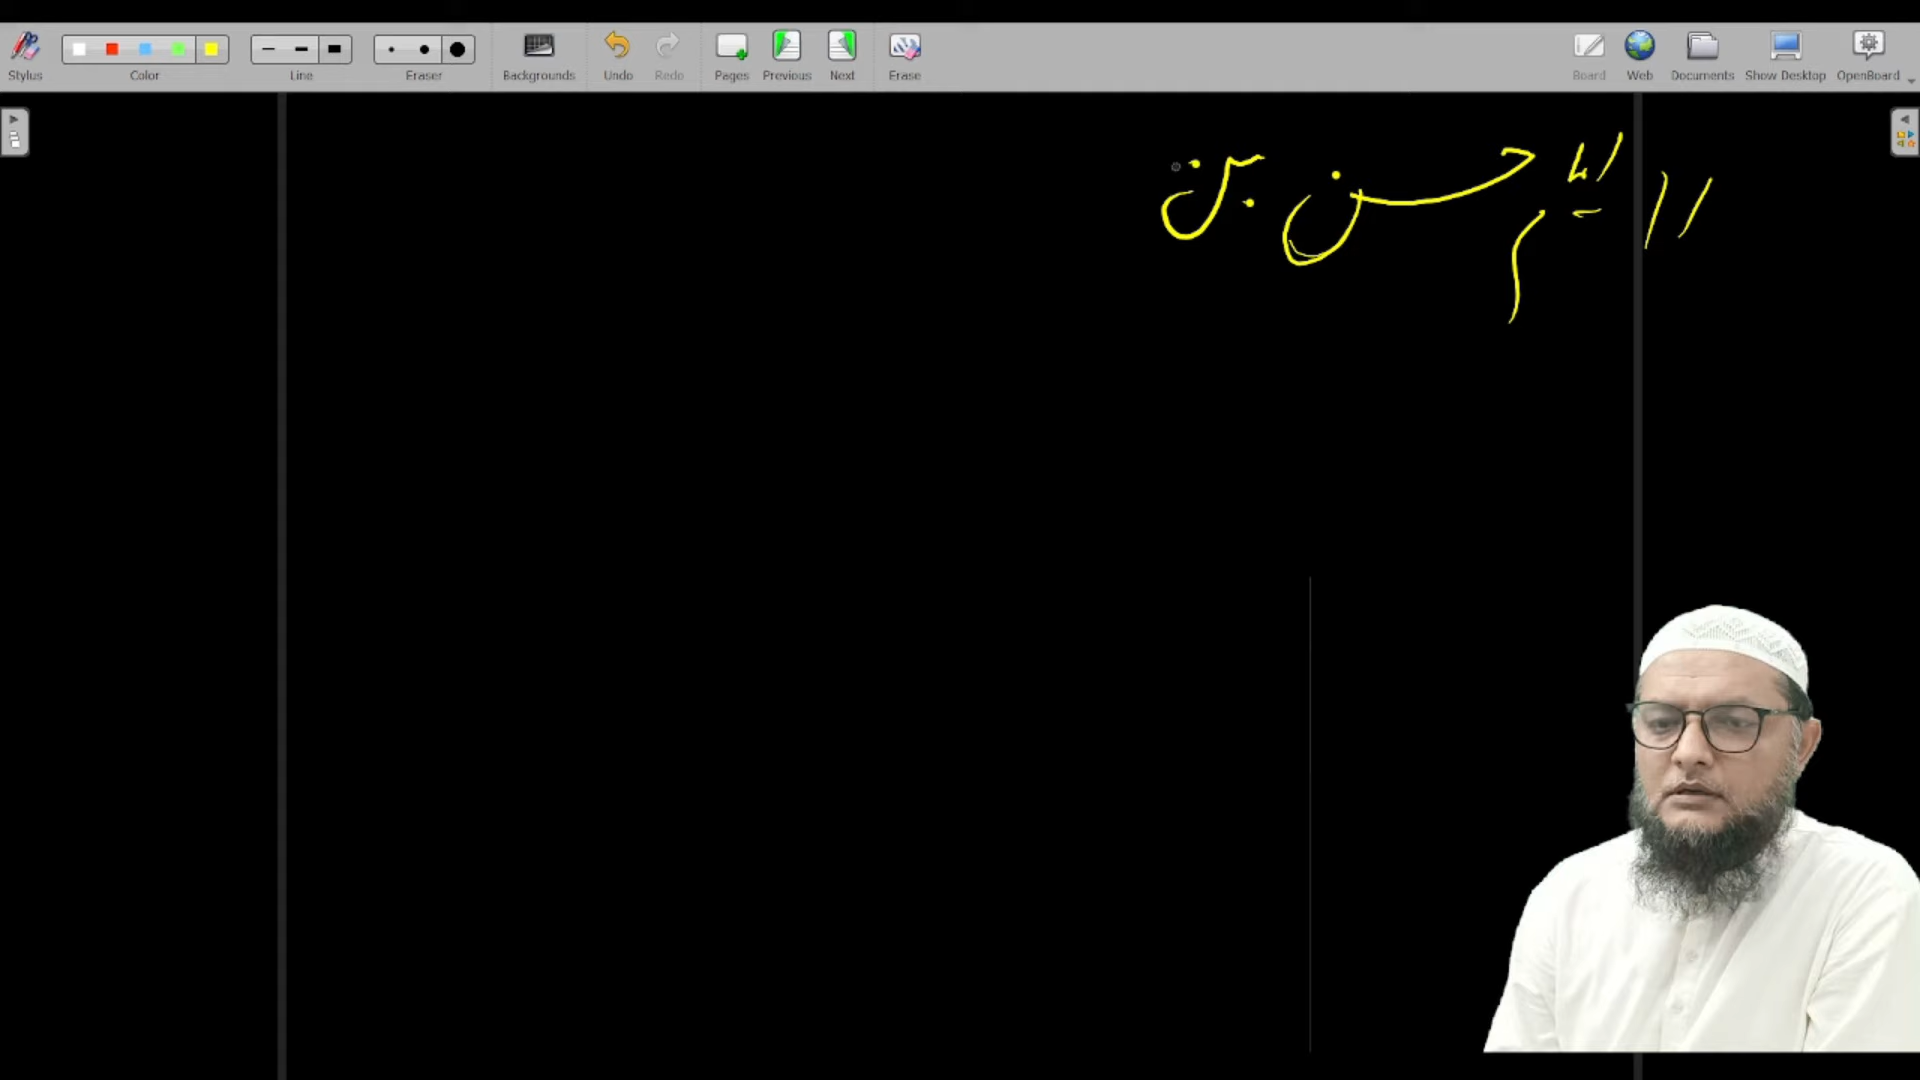 Stylus Color Line Eraser Backgrounds Undo Redo Pages Previous Next Erase Board Web Documents Show Desktop OpenBoard
حسن بن